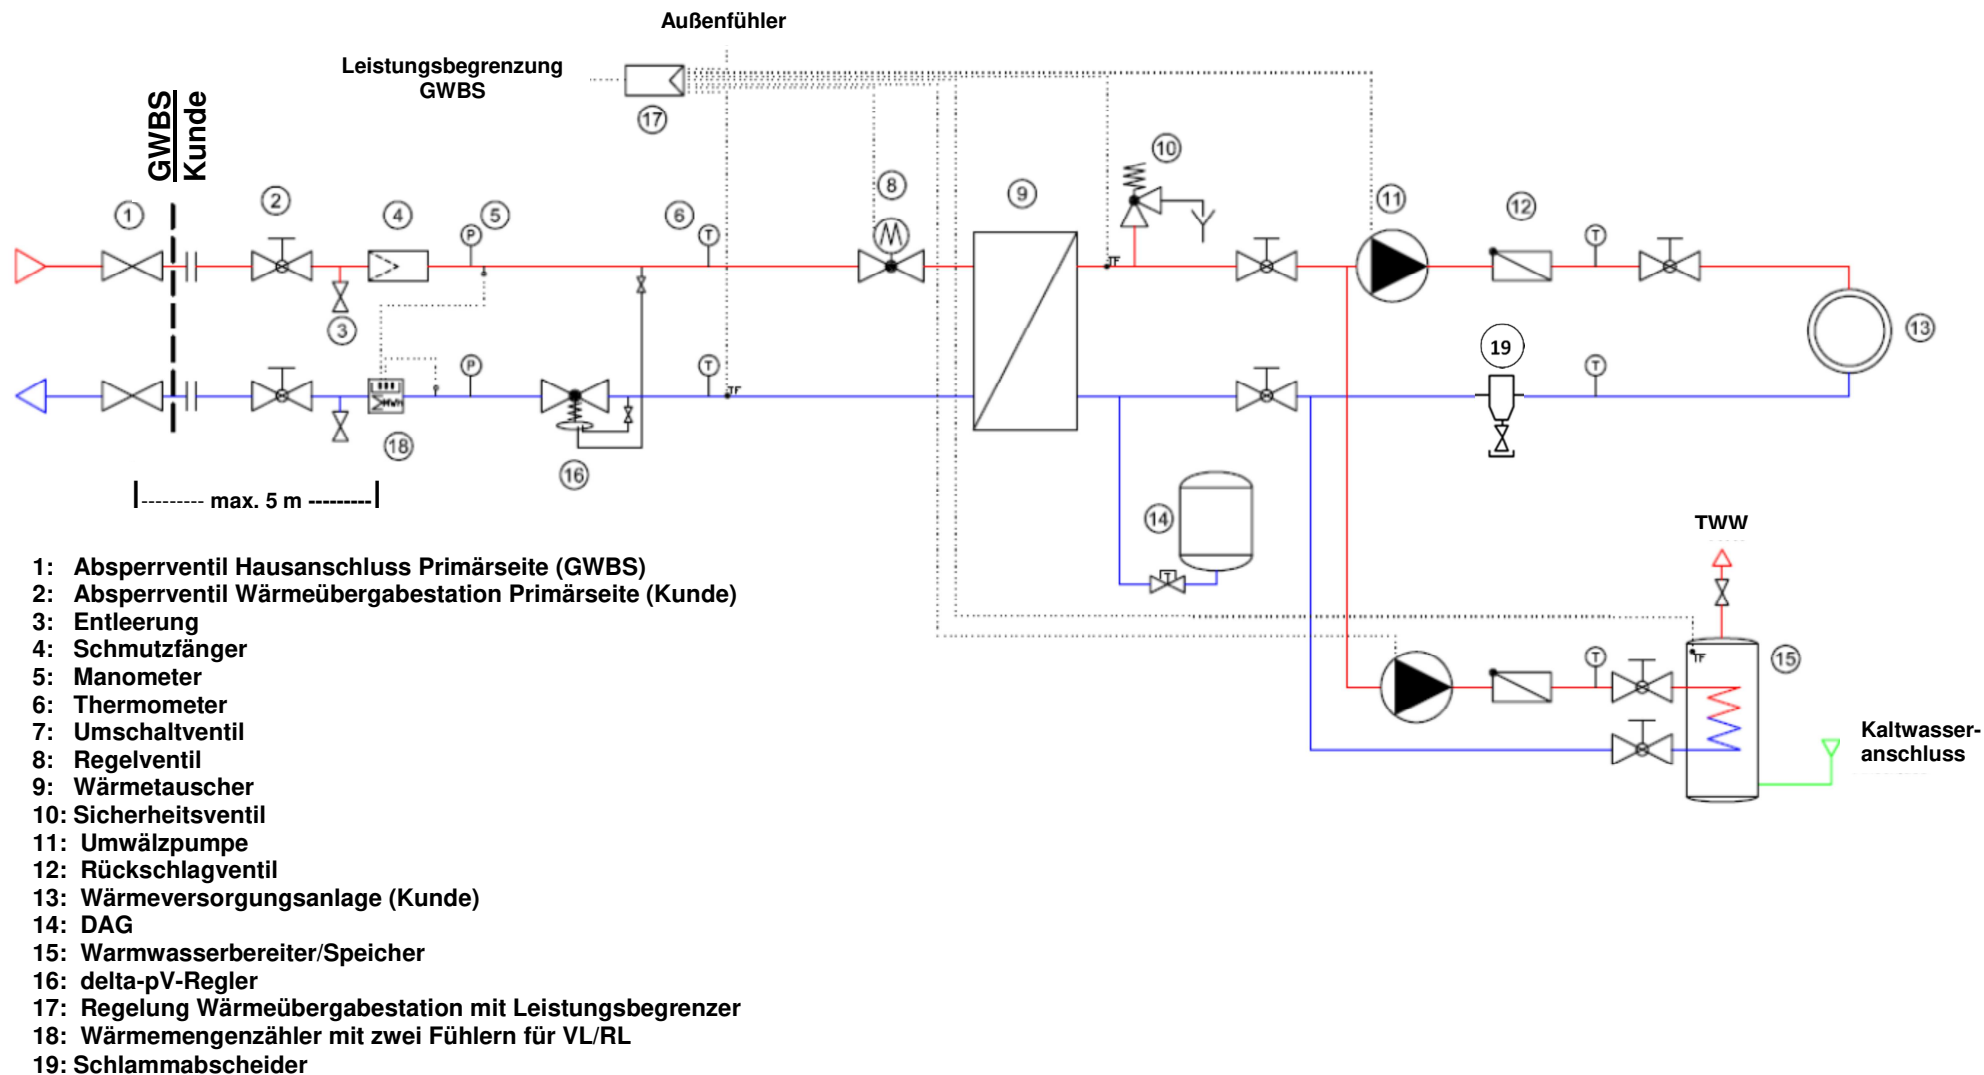 Außenfühler
Leistungsbegrenzung
GWBS
17
GWBS
Kunde
1
2
4
5
6
8
9
10
11
12
P
T
M
TF
T
3
13
19
P
T
TF
T
ΣMWH
18
16
max. 5 m
14
TWW
T
T
TF
15
Kaltwasser-
anschluss
1: Absperrventil Hausanschluss Primärseite (GWBS)
2: Absperrventil Wärmeübergabestation Primärseite (Kunde)
3: Entleerung
4: Schmutzfänger
5: Manometer
6: Thermometer
7: Umschaltventil
8: Regelventil
9: Wärmetauscher
10: Sicherheitsventil
11: Umwälzpumpe
12: Rückschlagventil
13: Wärmeversorgungsanlage (Kunde)
14: DAG
15: Warmwasserbereiter/Speicher
16: delta-pV-Regler
17: Regelung Wärmeübergabestation mit Leistungsbegrenzer
18: Wärmemengenzähler mit zwei Fühlern für VL/RL
19: Schlammabscheider